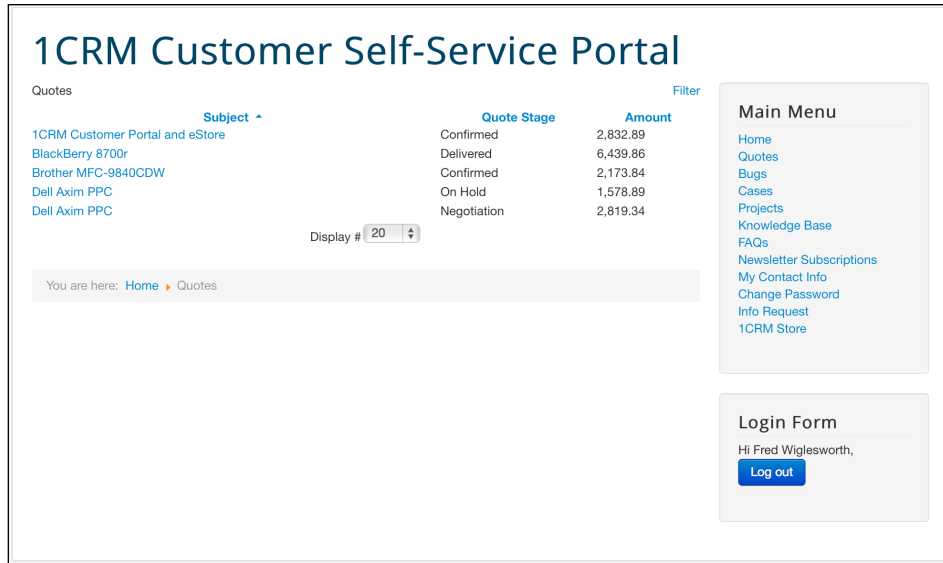 1CRM Customer Self-Service Portal
Quotes Filter
Subject Quote Stage Amount
1CRM Customer Portal and eStore Confirmed 2,832.89
BlackBerry 8700r Delivered 6,439.86
Brother MFC-9840CDW Confirmed 2,173.84
Dell Axim PPC On Hold 1,578.89
Dell Axim PPC Negotiation 2,819.34
Display # 20
You are here: Home Quotes
Main Menu
Home
Quotes
Bugs
Cases
Projects
Knowledge Base
FAQs
Newsletter Subscriptions
My Contact Info
Change Password
Info Request
1CRM Store
Login Form
Hi Fred Wiglesworth,
Log out